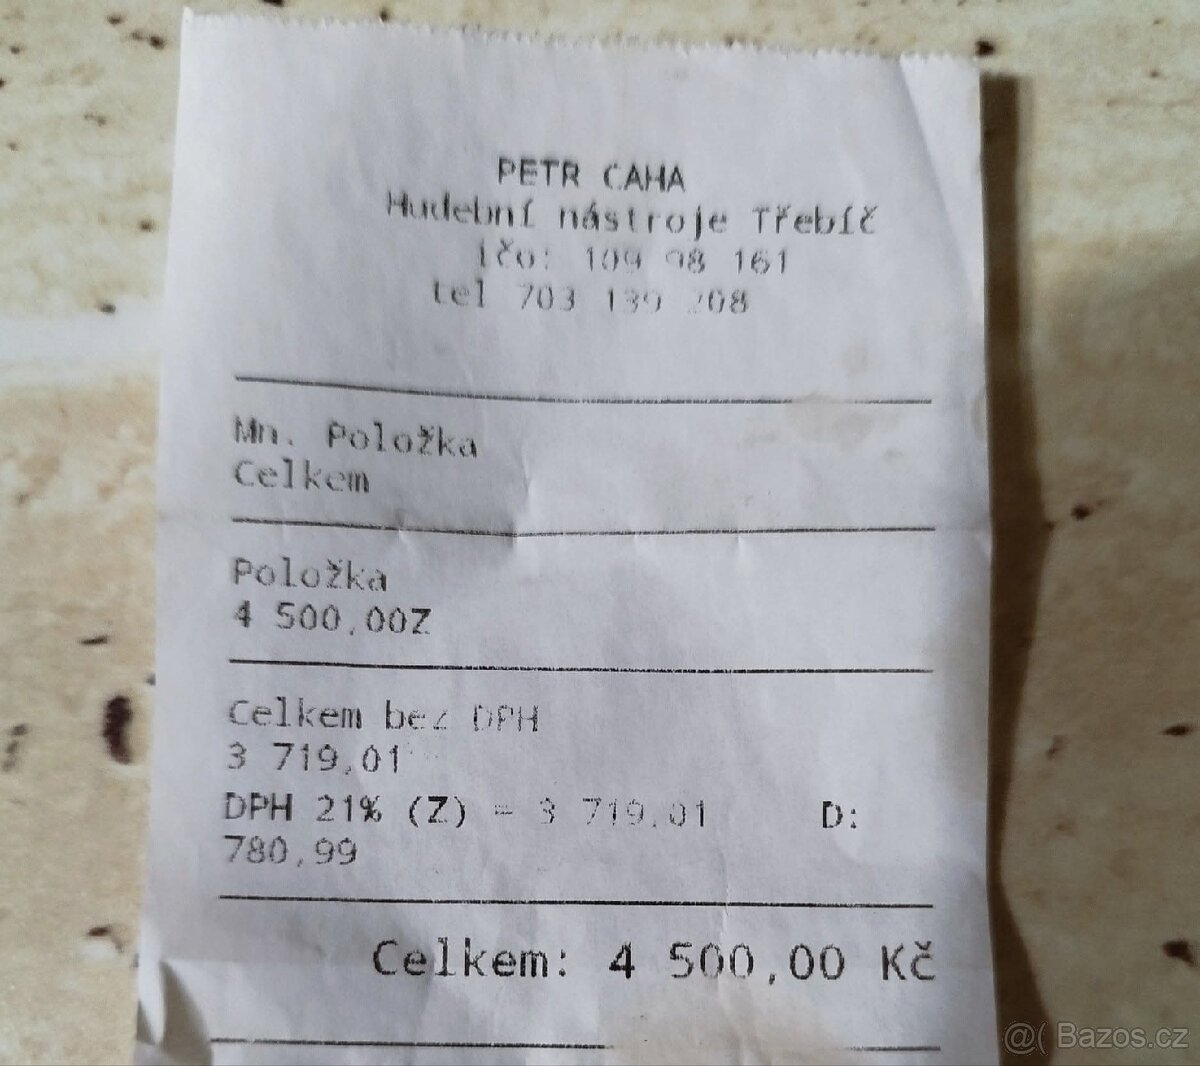 PETR CAHA
Hudební nástroje Třebíč
ičo: 109 98 161
tel 703 139 208
Mn. Položka
Celkem
Položka
4 500,00Z
Celkem bez DPH
3 719,01
DPH 21% (Z) = 3 719,01 D:
780,99
Celkem: 4 500,00 Kč
@( Bazos.cz